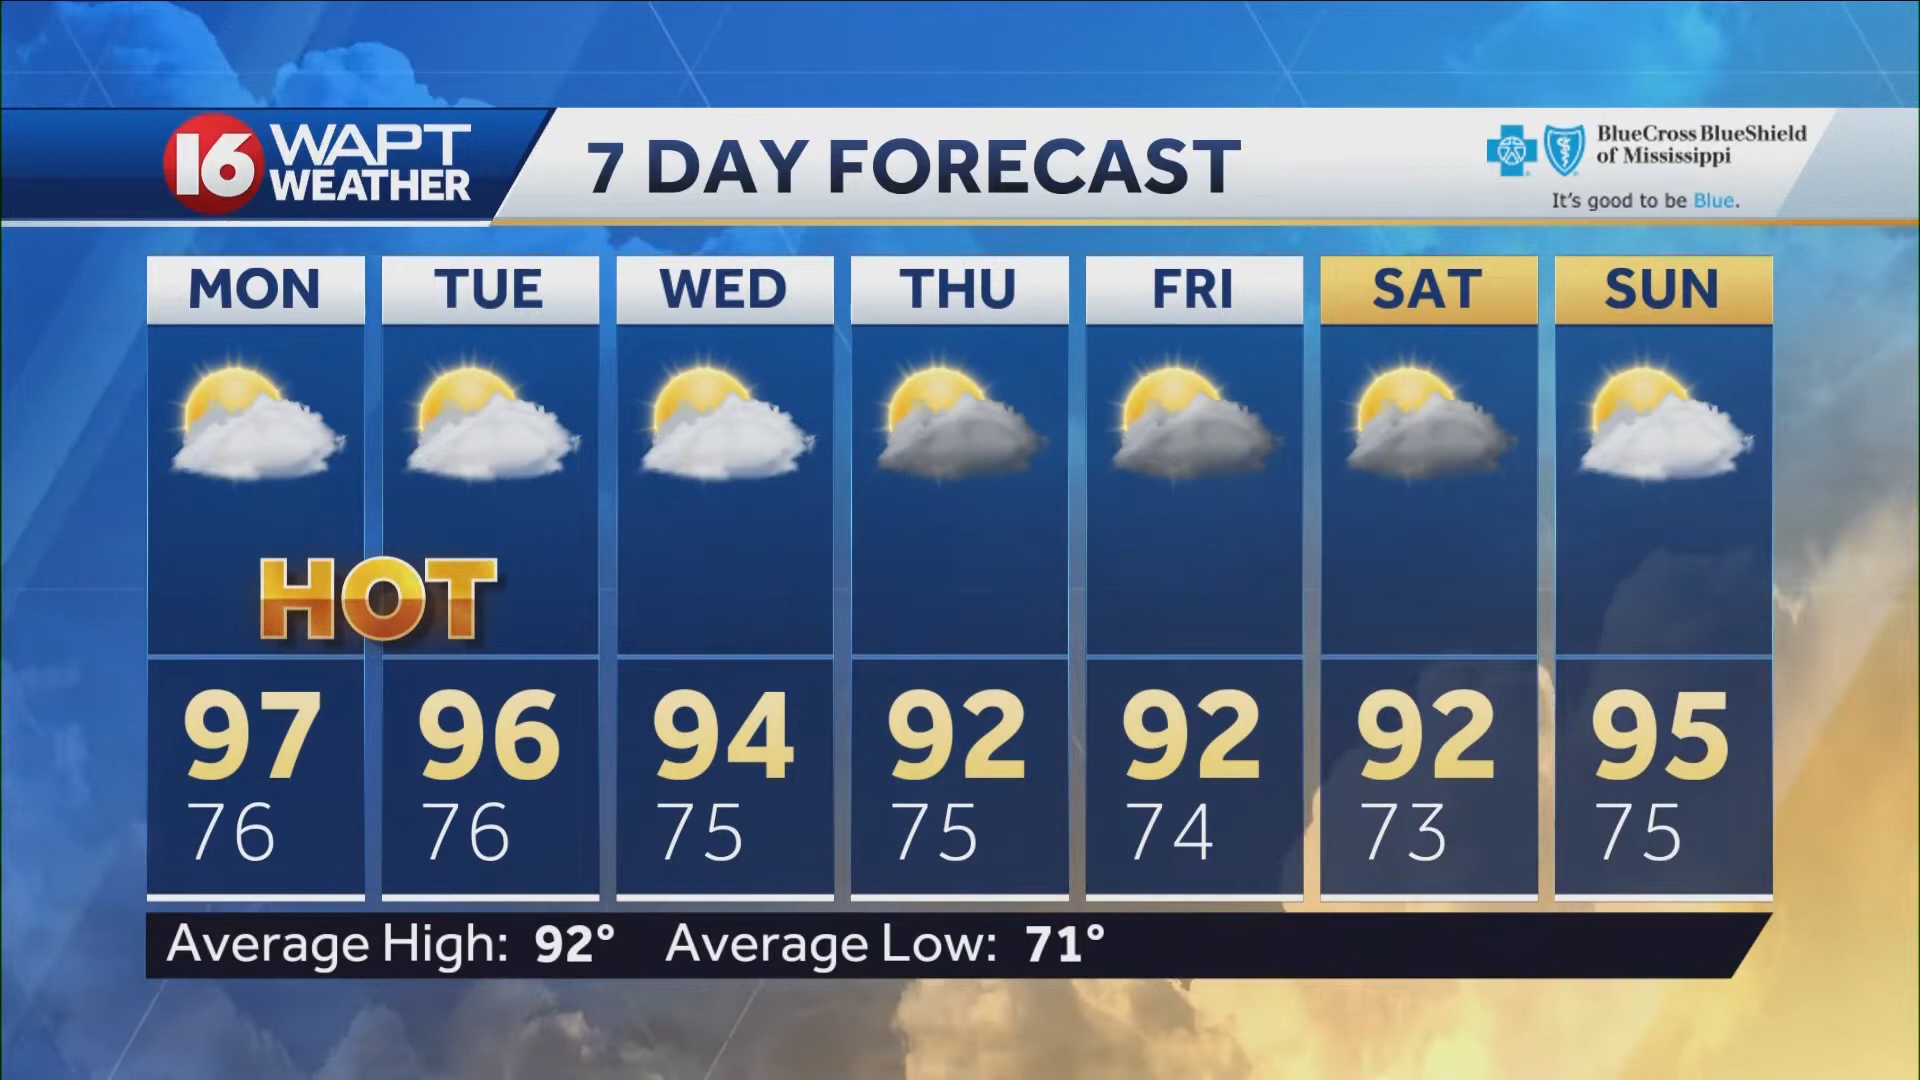 16 WAPT
WEATHER
7 DAY FORECAST
BlueCross BlueShield
of Mississippi
It's good to be Blue.
MON TUE WED THU FRI SAT SUN
HOT
97 96 94 92 92 92 95
76 76 75 75 74 73 75
Average High: 92° Average Low: 71°